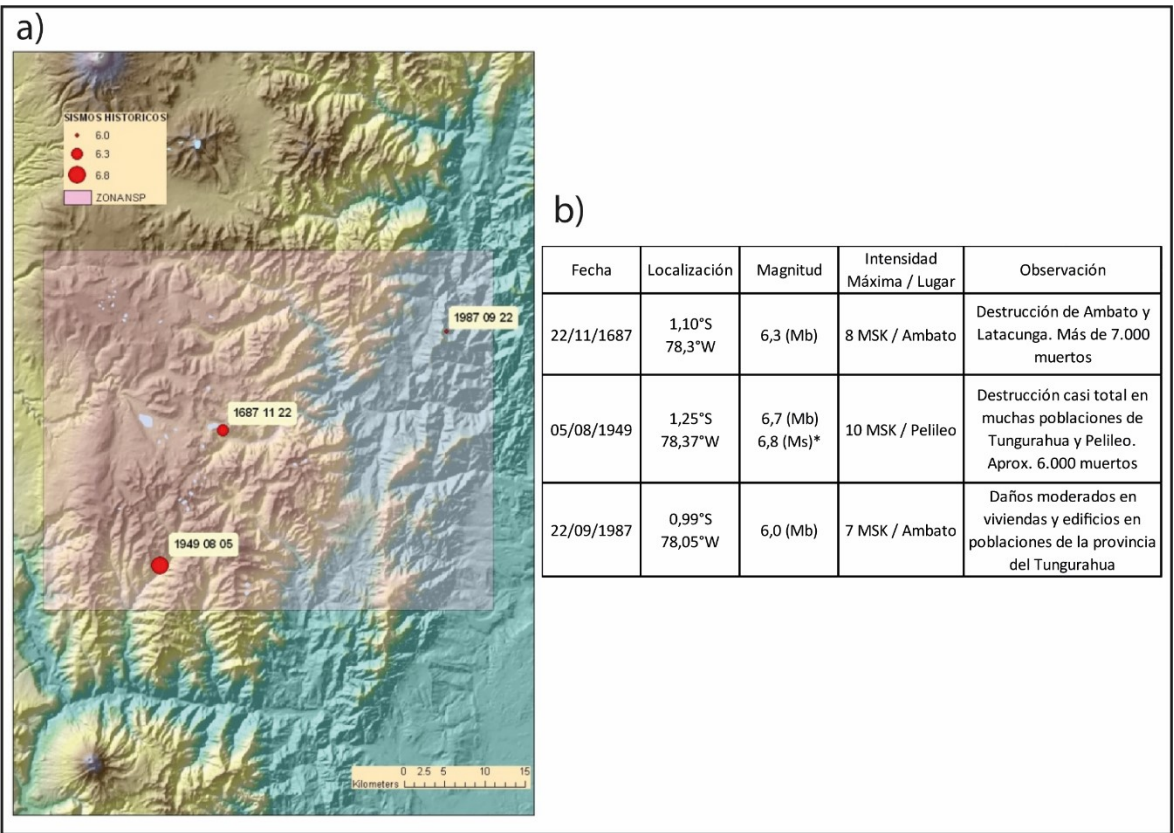 a)
SISMOS HISTORICOS
6.0
6.3
6.8
ZONANSP
1987 09 22
1687 11 22
1949 08 05
0 2.5 5 10 15
Kilometers
b)
Fecha Localización Magnitud Intensidad Máxima / Lugar Observación
22/11/1687 1,10°S 78,3°W 6,3 (Mb) 8 MSK / Ambato Destrucción de Ambato y Latacunga. Más de 7.000 muertos
05/08/1949 1,25°S 78,37°W 6,7 (Mb) 6,8 (Ms)* 10 MSK / Pelileo Destrucción casi total en muchas poblaciones de Tungurahua y Pelileo. Aprox. 6.000 muertos
22/09/1987 0,99°S 78,05°W 6,0 (Mb) 7 MSK / Ambato Daños moderados en viviendas y edificios en poblaciones de la provincia del Tungurahua